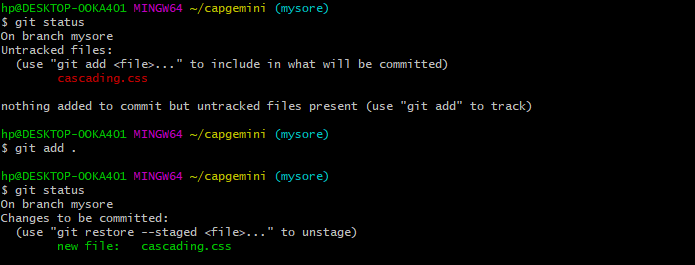 hp@DESKTOP-OOKA401 MINGW64 ~/capgemini (mysore)
$ git status
On branch mysore
Untracked files:
  (use "git add <file>..." to include in what will be committed)
        cascading.css

nothing added to commit but untracked files present (use "git add" to track)

hp@DESKTOP-OOKA401 MINGW64 ~/capgemini (mysore)
$ git add .

hp@DESKTOP-OOKA401 MINGW64 ~/capgemini (mysore)
$ git status
On branch mysore
Changes to be committed:
  (use "git restore --staged <file>..." to unstage)
        new file:   cascading.css